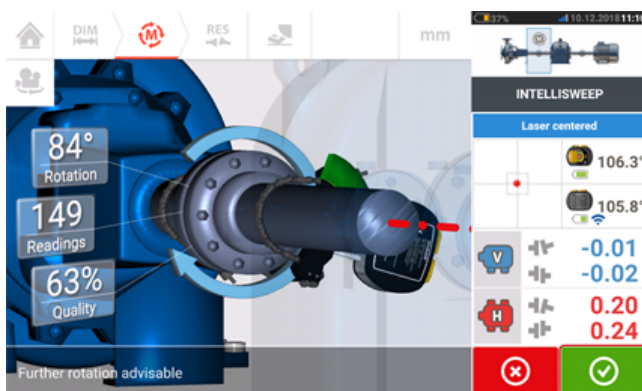 DIM
M
RES
mm
37%
10.12.2018 11:10
INTELLISWEEP
Laser centered
84°
Rotation
149
Readings
63%
Quality
106.3°
105.8°
V
-0.01
-0.02
H
0.20
0.24
Further rotation advisable